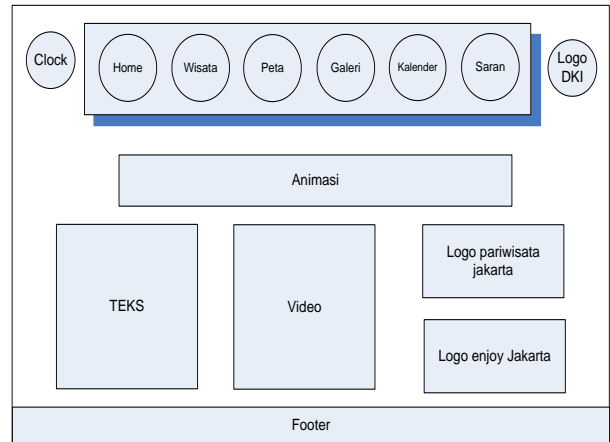 Clock
Home
Wisata
Peta
Galeri
Kalender
Saran
Logo
DKI
Animasi
TEKS
Video
Logo pariwisata
jakarta
Logo enjoy Jakarta
Footer